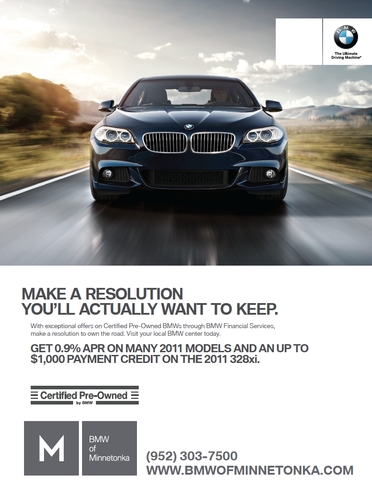 BMW
The Ultimate
Driving Machine®
MAKE A RESOLUTION
YOU'LL ACTUALLY WANT TO KEEP.
With exceptional offers on Certified Pre-Owned BMWs through BMW Financial Services,
make a resolution to own the road. Visit your local BMW center today.
GET 0.9% APR ON MANY 2011 MODELS AND AN UP TO
$1,000 PAYMENT CREDIT ON THE 2011 328xi.
Certified Pre-Owned
by BMW
M
BMW
of
Minnetonka
(952) 303-7500
WWW.BMWOFMINNETONKA.COM